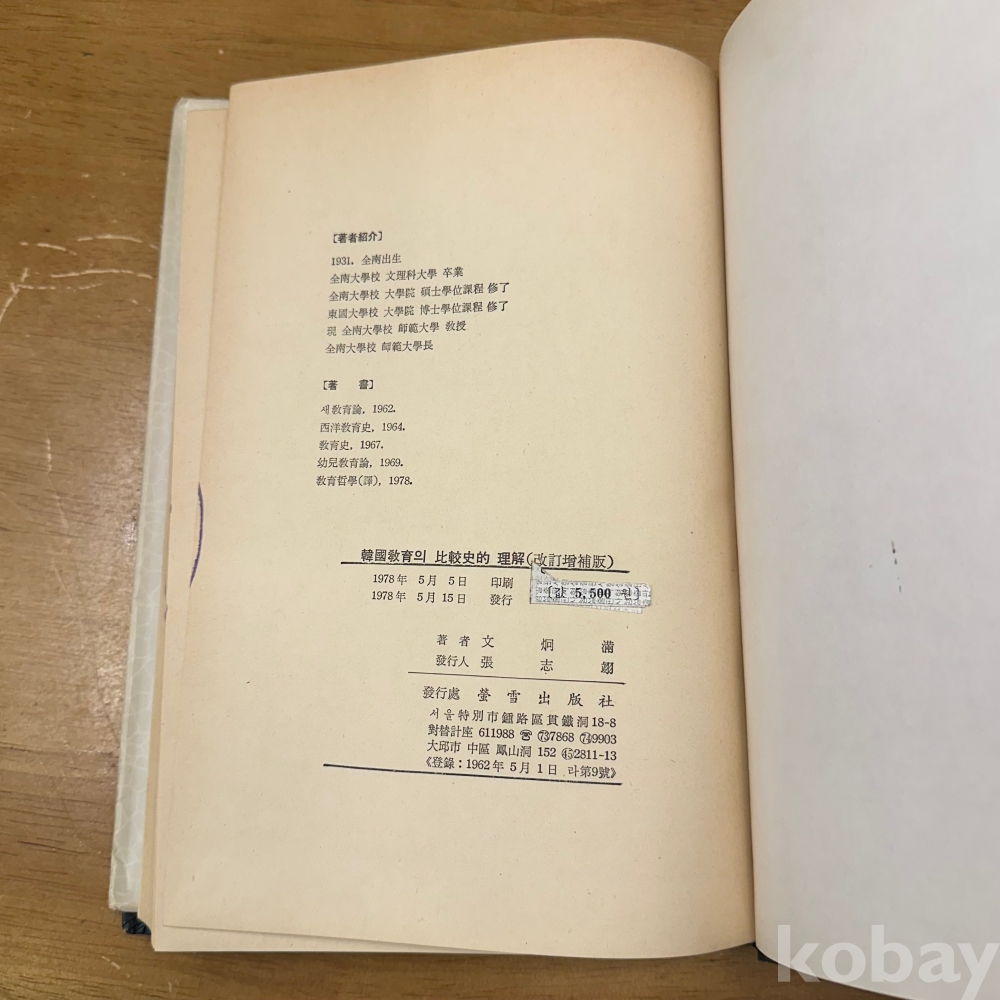 [著者紹介]
1931. 全南出生
全南大學校 文理科大學 卒業
全南大學校 大學院 碩士學位課程 修了
東國大學校 大學院 博士學位課程 修了
現 全南大學校 師範大學 敎授
全南大學校 師範大學長
[著 書]
새敎育論, 1962.
西洋敎育史, 1964.
敎育史, 1967.
幼兒敎育論, 1969.
敎育哲學(譯), 1978.
韓國敎育의 比較史的 理解(改訂增補版)
1978年 5月 5日 印刷
1978年 5月 15日 發行
[값 5,500 원]
著者 文 炯 滿
發行人 張 志 翊
發行處 螢雪出版社
서울特別市鍾路區貫鐵洞18-8
對替計座 611988 ☎ 737868 749903
大邱市 中區 鳳山洞 152 452811-13
《登錄:1962年 5月 1日 라第9號》
kobay